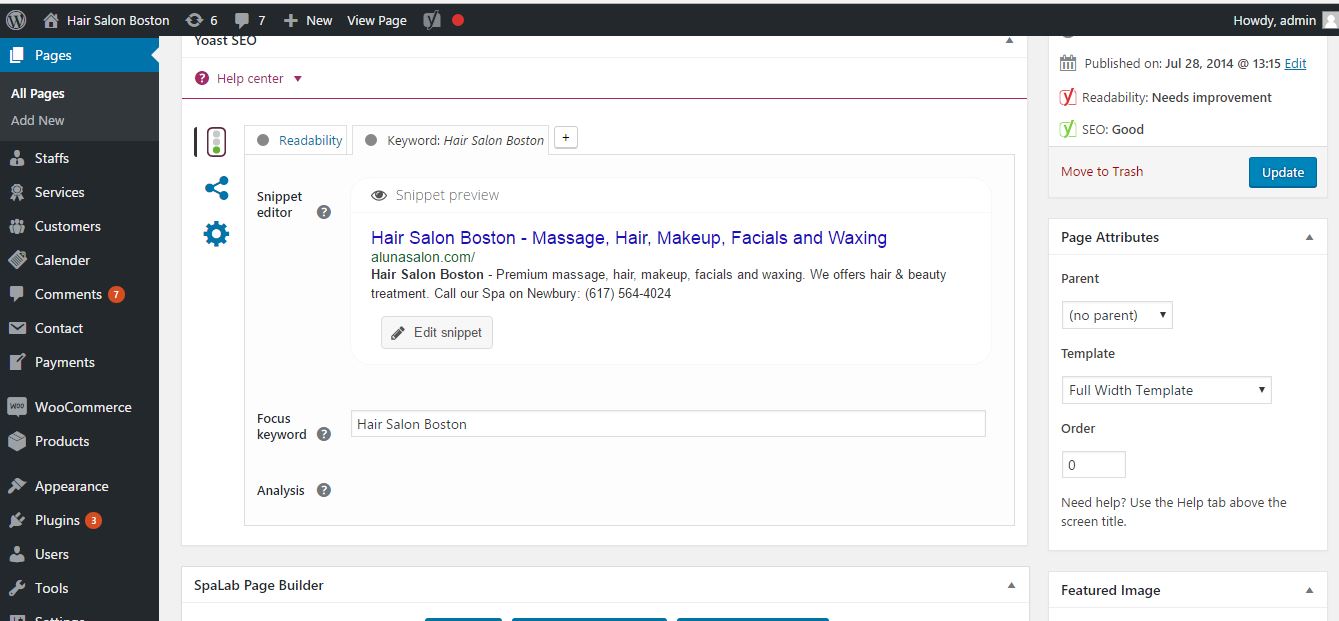 Hair Salon Boston 6 7 New View Page Howdy, admin
Pages
All Pages
Add New
Staffs
Services
Customers
Calender
Comments 7
Contact
Payments
WOO WooCommerce
Products
Appearance
Plugins 3
Users
Tools
Settings
Yoast SEO
? Help center
Readability Keyword: Hair Salon Boston +
Snippet
editor ?
Snippet preview
Hair Salon Boston - Massage, Hair, Makeup, Facials and Waxing
alunasalon.com/
Hair Salon Boston - Premium massage, hair, makeup, facials and waxing. We offers hair & beauty
treatment. Call our Spa on Newbury: (617) 564-4024
Edit snippet
Focus
keyword ?
Hair Salon Boston
Analysis ?
SpaLab Page Builder
Published on: Jul 28, 2014 @ 13:15 Edit
Readability: Needs improvement
SEO: Good
Move to Trash Update
Page Attributes
Parent
(no parent)
Template
Full Width Template
Order
0
Need help? Use the Help tab above the
screen title.
Featured Image